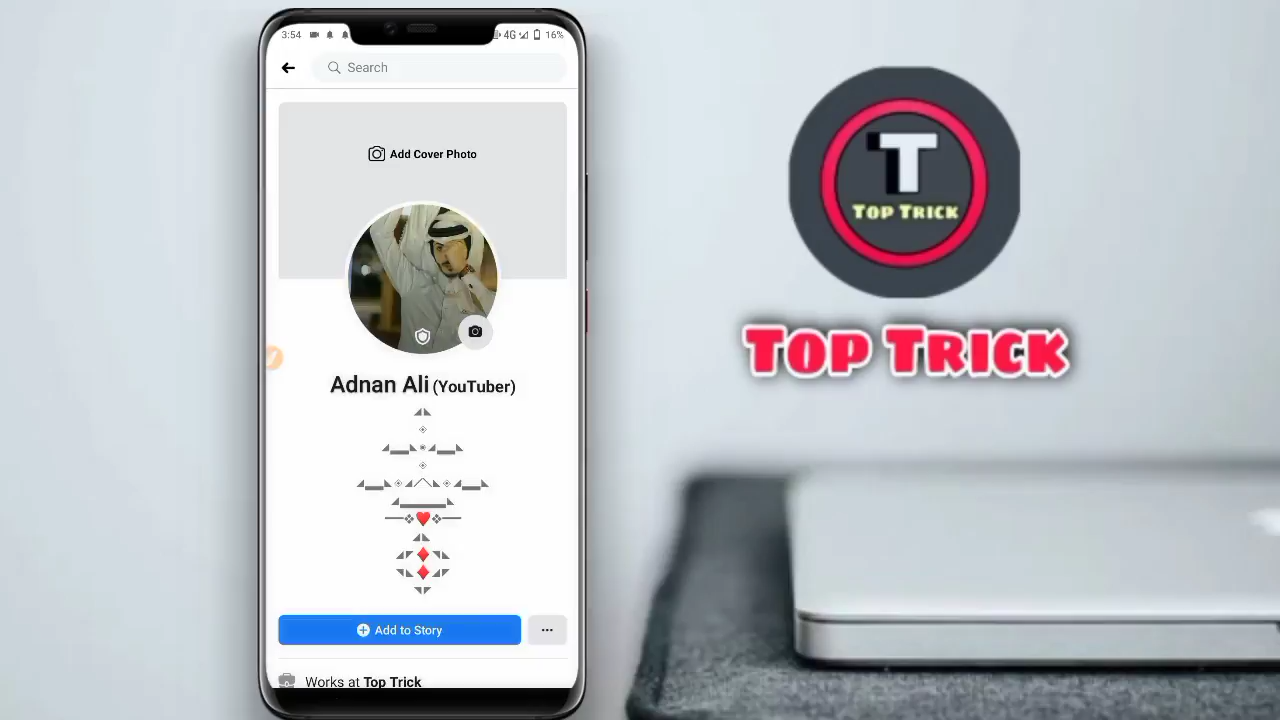 3:54
4G
16%
Search
Add Cover Photo
Adnan Ali (YouTuber)
Add to Story
Works at Top Trick
T
TOP TRICK
TOP TRICK